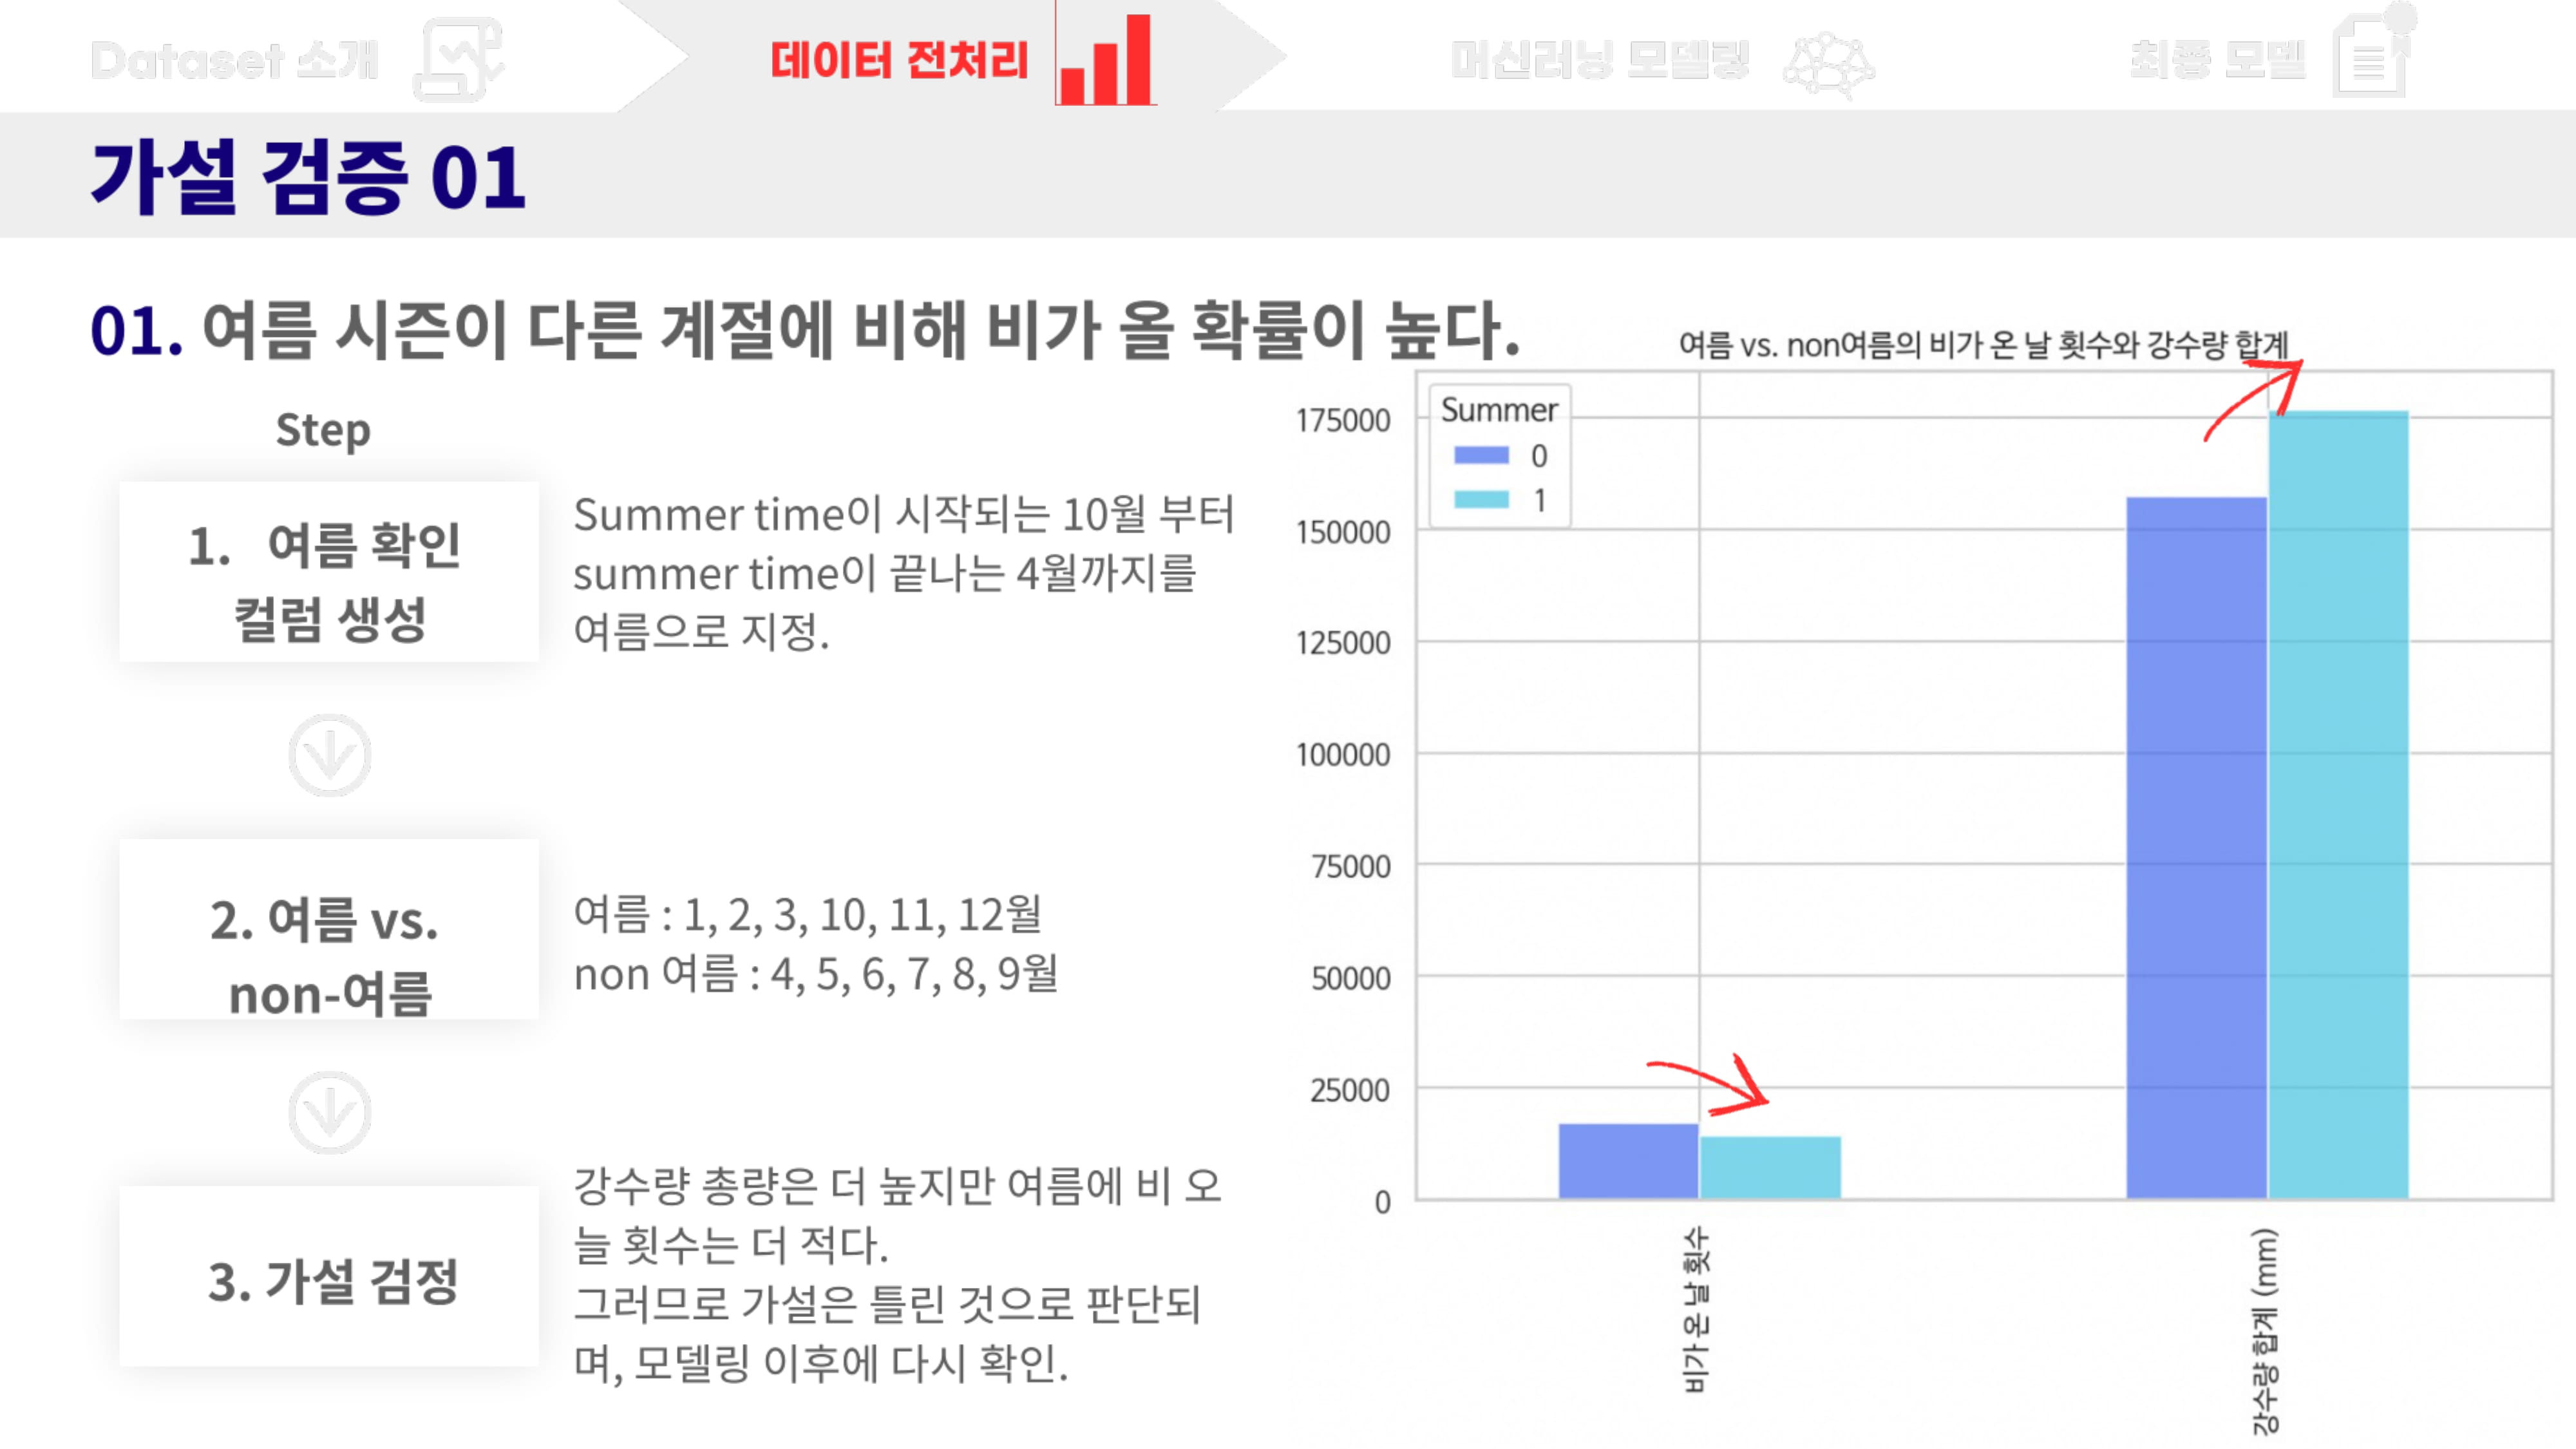 Dataset 소개
데이터 전처리
머신러닝 모델링
최종 모델
가설 검증 01
01. 여름 시즌이 다른 계절에 비해 비가 올 확률이 높다.
Step
1. 여름 확인
컬럼 생성
Summer time이 시작되는 10월 부터
summer time이 끝나는 4월까지를
여름으로 지정.
2. 여름 vs.
non-여름
여름 : 1, 2, 3, 10, 11, 12월
non 여름 : 4, 5, 6, 7, 8, 9월
3. 가설 검정
강수량 총량은 더 높지만 여름에 비 오
늘 횟수는 더 적다.
그러므로 가설은 틀린 것으로 판단되
며, 모델링 이후에 다시 확인.
여름 vs. non여름의 비가 온 날 횟수와 강수량 합계
Summer
0
1
175000
150000
125000
100000
75000
50000
25000
0
비가 온 날 횟수
강수량 합계 (mm)